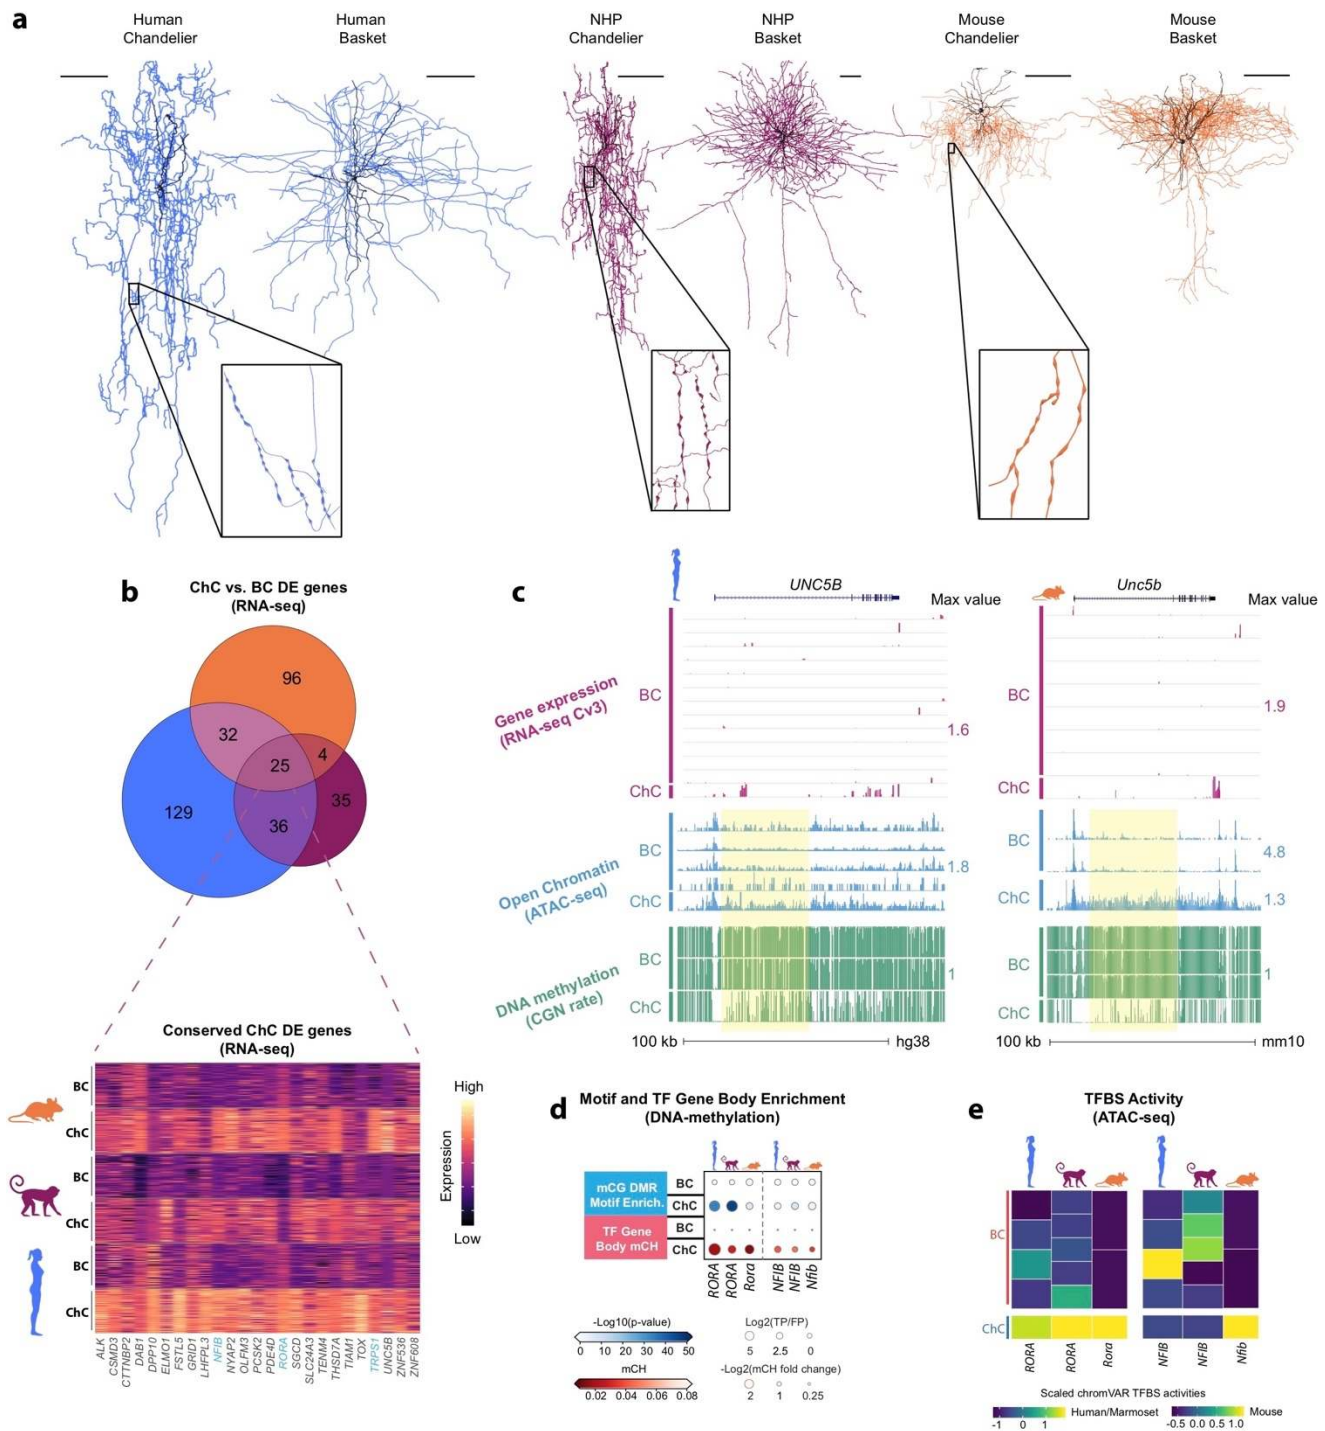 a
Human
Chandelier
Human
Basket
NHP
Chandelier
NHP
Basket
Mouse
Chandelier
Mouse
Basket
b
ChC vs. BC DE genes
(RNA-seq)
96
32
25
4
129
36
35
Conserved ChC DE genes
(RNA-seq)
BC
ChC
BC
ChC
BC
ChC
High
Expression
Low
ALK
CSMD3
CTTNBP2
DAB1
DPP10
ELMO1
FSTL5
GRID1
LHFPL3
NFIB
NYAP2
OLFM3
PCSK2
PDE4D
RORA
SGCD
SLC24A3
TENM4
THSD7A
TIAM1
TOX
TRPS1
UNC5B
ZNF536
ZNF608
c
UNC5B
Max value
Unc5b
Max value
Gene expression
(RNA-seq Cv3)
BC
1.6
ChC
BC
1.9
ChC
Open Chromatin
(ATAC-seq)
BC
1.8
ChC
BC
4.8
ChC
1.3
DNA methylation
(CGN rate)
BC
1
ChC
BC
1
ChC
100 kb
hg38
100 kb
mm10
d
Motif and TF Gene Body Enrichment
(DNA-methylation)
mCG DMR
Motif Enrich.
BC
ChC
TF Gene
Body mCH
BC
ChC
RORA
RORA
Rora
NFIB
NFIB
Nfib
-Log10(p-value)
0 10 20 30 40 50
Log2(TP/FP)
5 2.5 0
mCH
0.02 0.04 0.06 0.08
-Log2(mCH fold change)
2 1 0.25
e
TFBS Activity
(ATAC-seq)
BC
ChC
RORA
RORA
Rora
NFIB
NFIB
Nfib
Scaled chromVAR TFBS activities
Human/Marmoset
-1 0 1
Mouse
-0.5 0.0 0.5 1.0